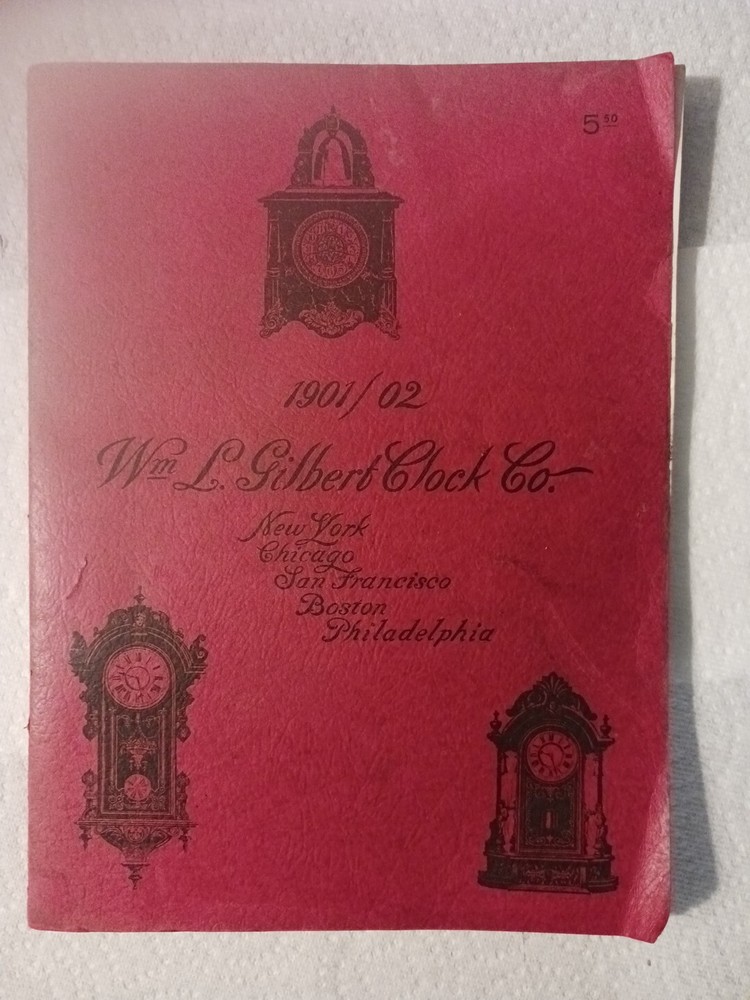 5 50
1901/02
Wm L. Gilbert Clock Co.
New York
Chicago
San Francisco
Boston
Philadelphia